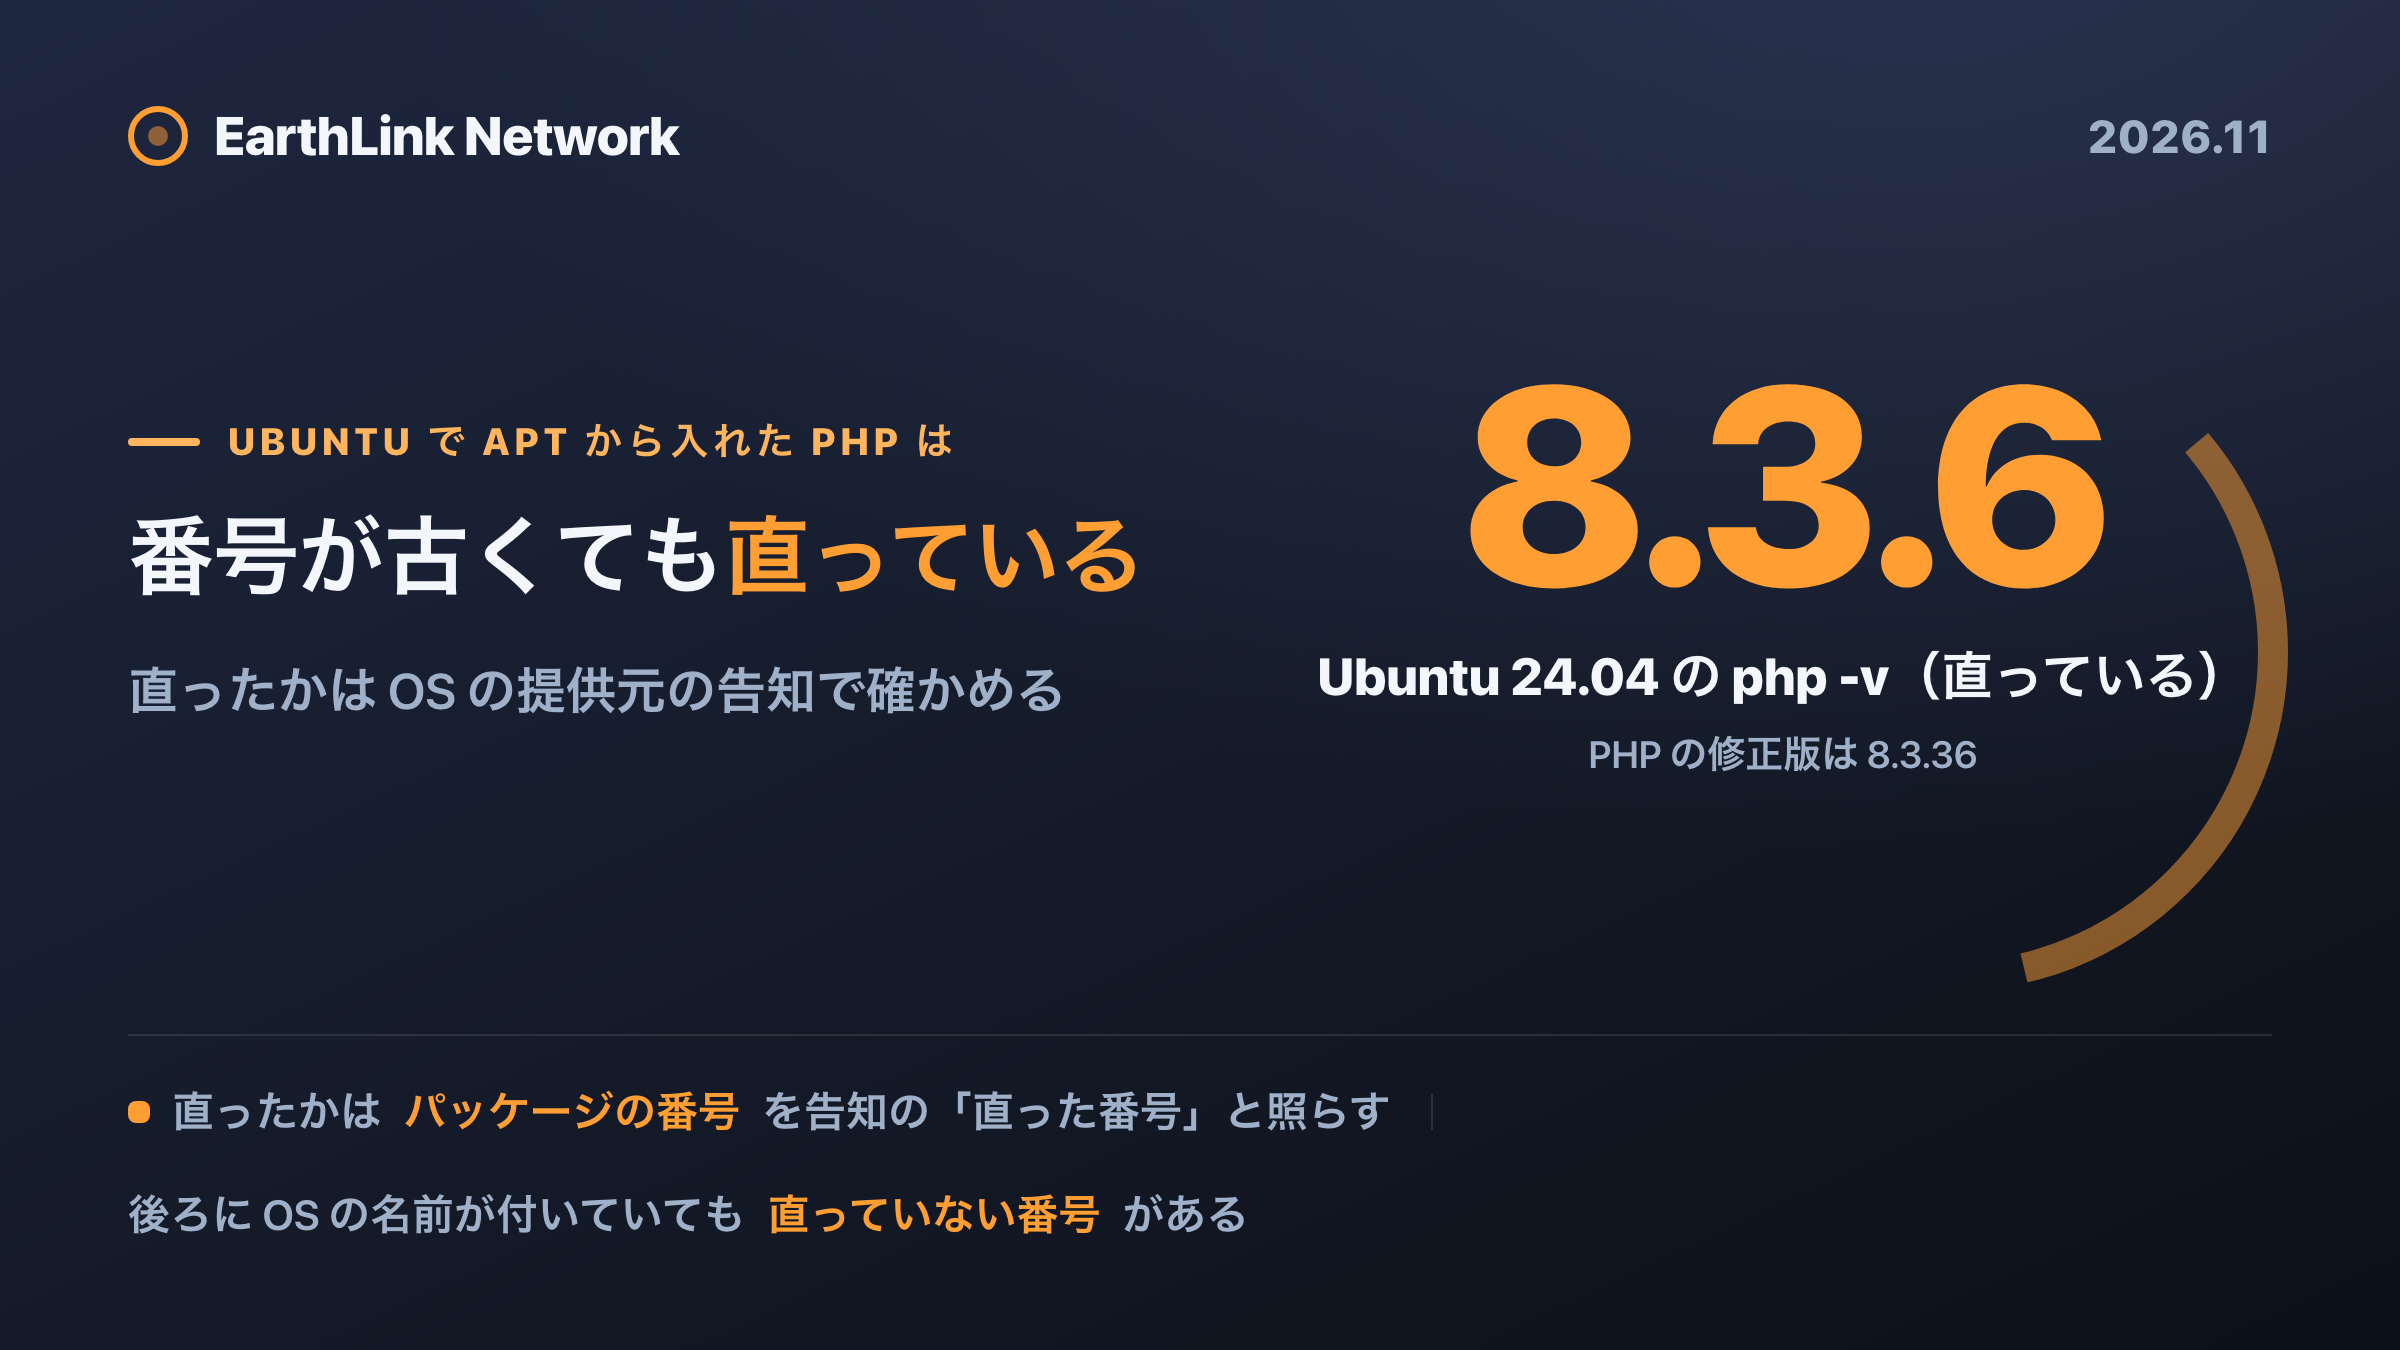 EarthLink Network
2026.11
UBUNTU で APT から入れた PHP は
番号が古くても直っている
直ったかは OS の提供元の告知で確かめる
8.3.6
Ubuntu 24.04 の php -v（直っている）
PHP の修正版は 8.3.36
直ったかは パッケージの番号 を告知の「直った番号」と照らす
後ろに OS の名前が付いていても 直っていない番号 がある